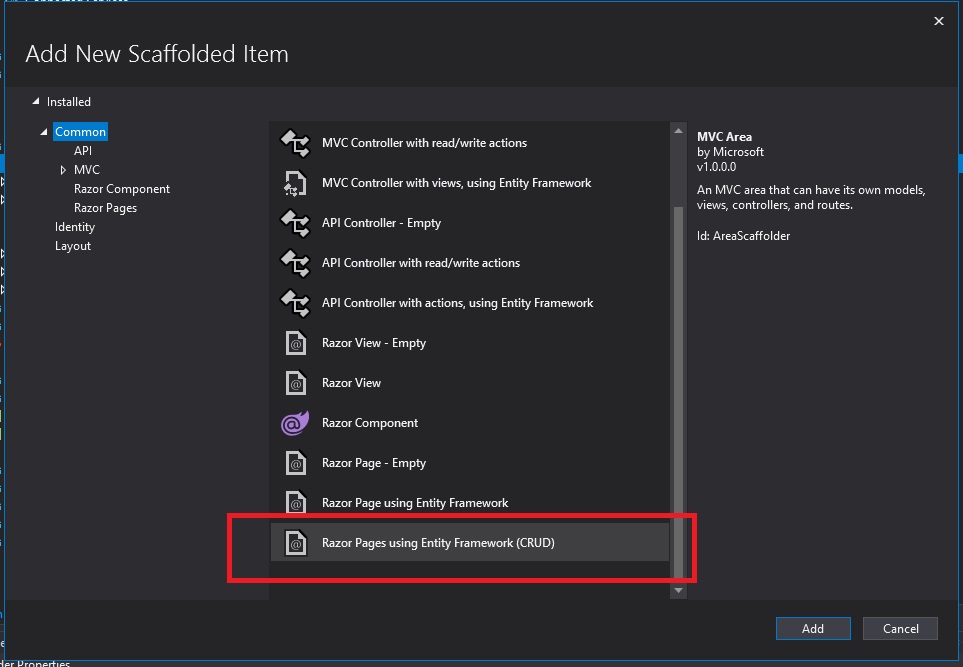 Add New Scaffolded Item
Installed
Common
API
MVC
Razor Component
Razor Pages
Identity
Layout
MVC Controller with read/write actions
MVC Controller with views, using Entity Framework
API Controller - Empty
API Controller with read/write actions
API Controller with actions, using Entity Framework
Razor View - Empty
Razor View
Razor Component
Razor Page - Empty
Razor Page using Entity Framework
Razor Pages using Entity Framework (CRUD)
MVC Area
by Microsoft
v1.0.0.0
An MVC area that can have its own models,
views, controllers, and routes.
Id: AreaScaffolder
Add
Cancel
Properties